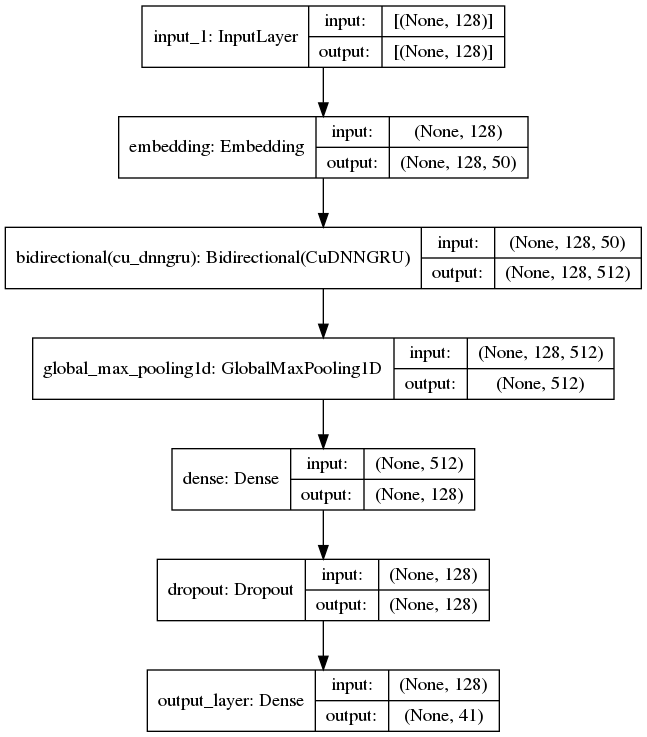 input_1: InputLayer
input:
[(None, 128)]
output:
[(None, 128)]
embedding: Embedding
input:
(None, 128)
output:
(None, 128, 50)
bidirectional(cu_dnngru): Bidirectional(CuDNNGRU)
input:
(None, 128, 50)
output:
(None, 128, 512)
global_max_pooling1d: GlobalMaxPooling1D
input:
(None, 128, 512)
output:
(None, 512)
dense: Dense
input:
(None, 512)
output:
(None, 128)
dropout: Dropout
input:
(None, 128)
output:
(None, 128)
output_layer: Dense
input:
(None, 128)
output:
(None, 41)